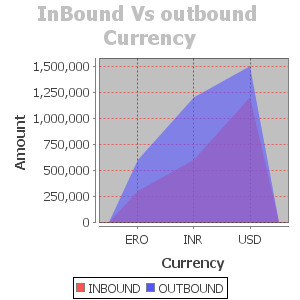 InBound Vs outbound
Currency
1,500,000
1,250,000
1,000,000
750,000
500,000
250,000
0
Amount
ERO INR USD
Currency
INBOUND OUTBOUND